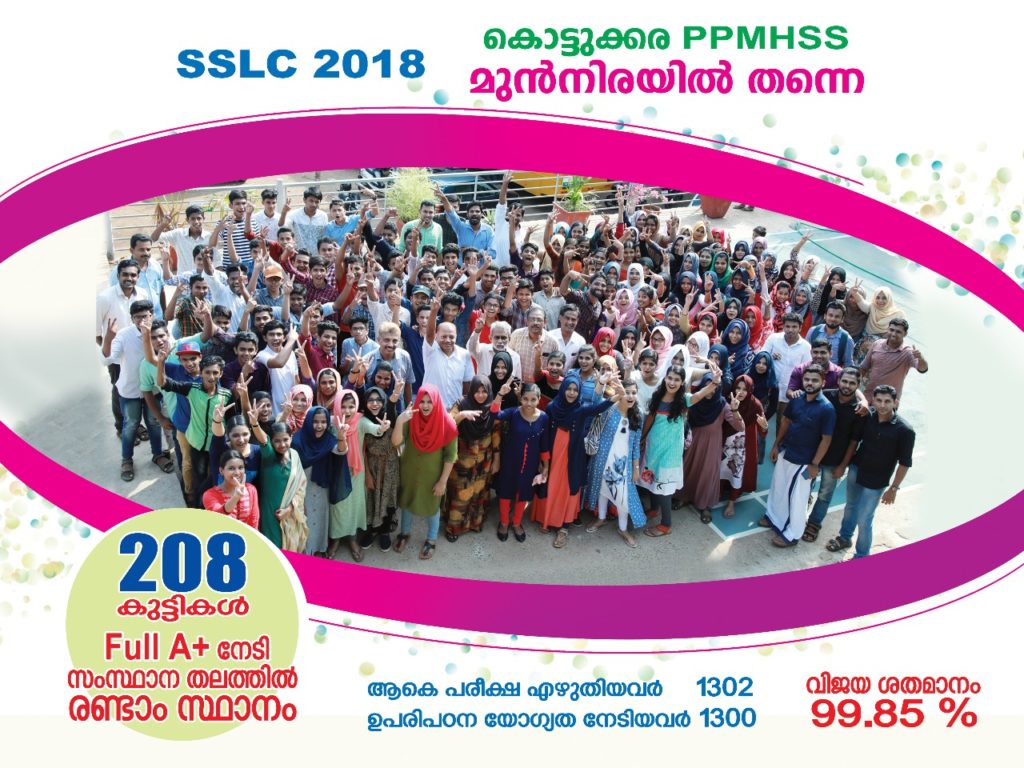 SSLC 2018
കൊട്ടുക്കര PPMHSS
മുൻനിരയിൽ തന്നെ
208
കുട്ടികൾ
Full A+ നേടി
സംസ്ഥാന തലത്തിൽ
രണ്ടാം സ്ഥാനം
ആകെ പരീക്ഷ എഴുതിയവർ 1302
ഉപരിപഠന യോഗ്യത നേടിയവർ 1300
വിജയ ശതമാനം
99.85 %